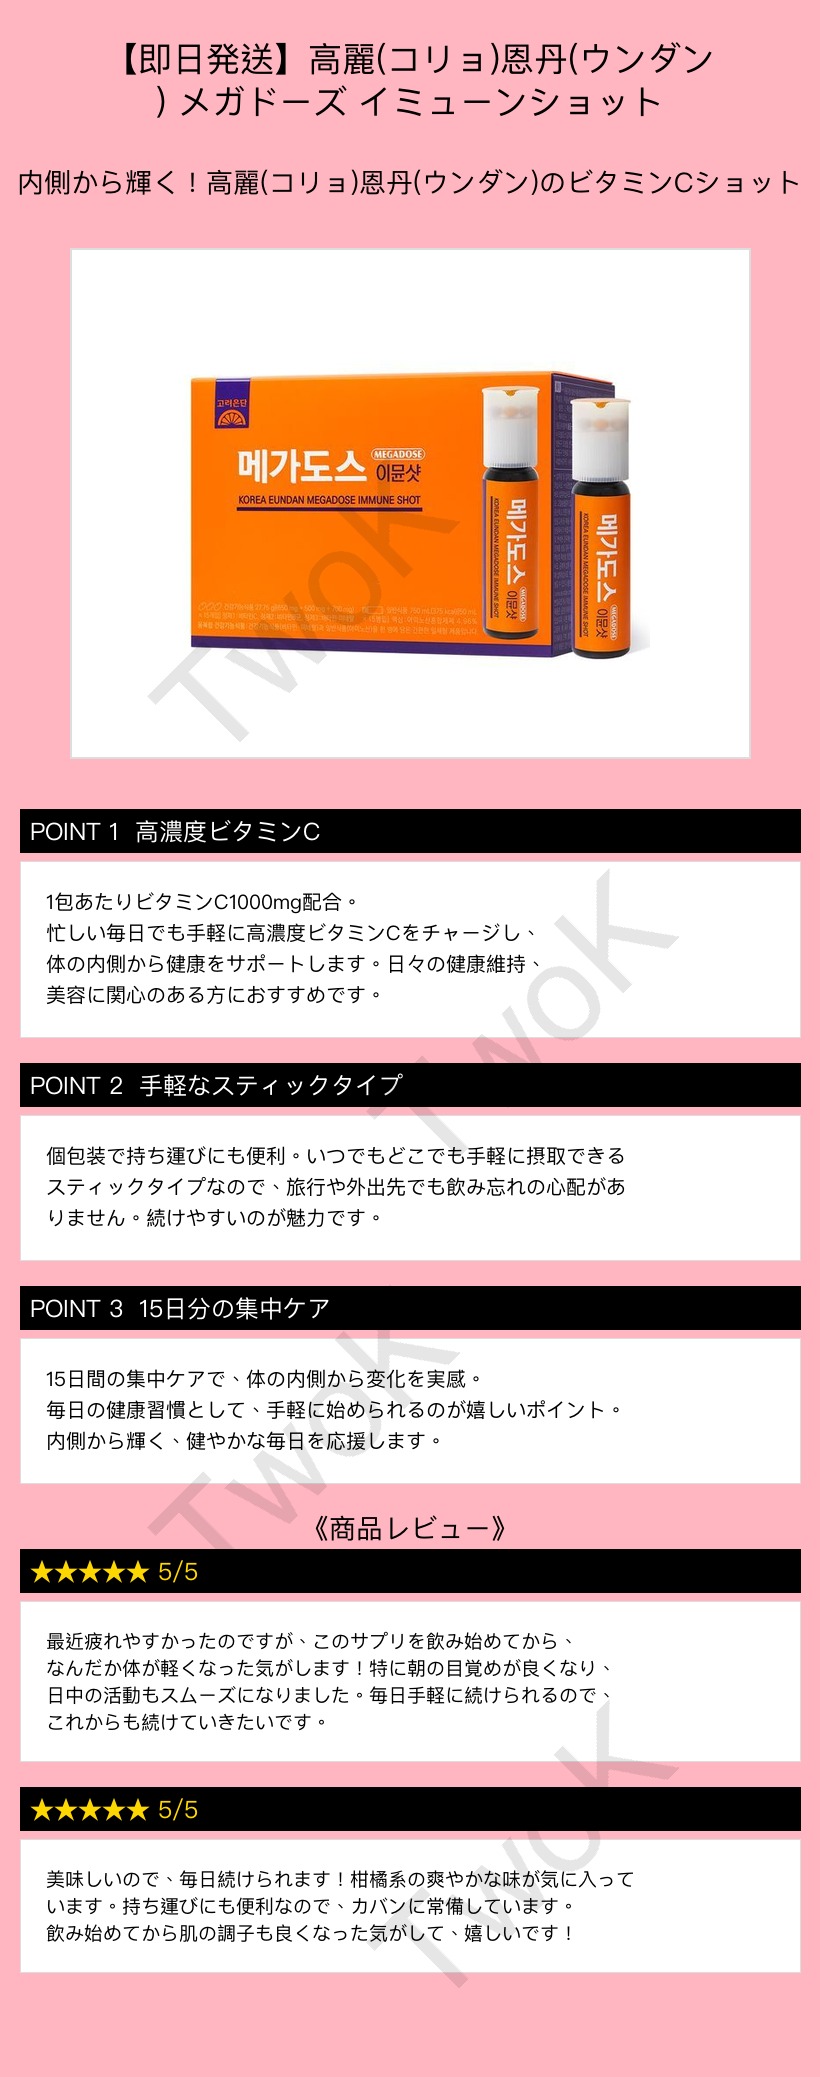 【即日発送】高麗(コリョ)恩丹(ウンダン
) メガドーズ イミューンショット
内側から輝く！高麗(コリョ)恩丹(ウンダン)のビタミンCショット
고려은단
메가도스 MEGADOSE
이뮨샷
KOREA EUNDAN MEGADOSE IMMUNE SHOT
메가도스 MEGADOSE 이뮨샷
KOREA EUNDAN MEGADOSE IMMUNE SHOT
메가도스 MEGADOSE 이뮨샷
KOREA EUNDAN MEGADOSE IMMUNE SHOT
TwoK
POINT 1 高濃度ビタミンC
1包あたりビタミンC1000mg配合。
忙しい毎日でも手軽に高濃度ビタミンCをチャージし、
体の内側から健康をサポートします。日々の健康維持、
美容に関心のある方におすすめです。
TwoK
POINT 2 手軽なスティックタイプ
個包装で持ち運びにも便利。いつでもどこでも手軽に摂取できる
スティックタイプなので、旅行や外出先でも飲み忘れの心配があ
りません。続けやすいのが魅力です。
POINT 3 15日分の集中ケア
15日間の集中ケアで、体の内側から変化を実感。
毎日の健康習慣として、手軽に始められるのが嬉しいポイント。
内側から輝く、健やかな毎日を応援します。
TwoK
《商品レビュー》
★★★★★ 5/5
最近疲れやすかったのですが、このサプリを飲み始めてから、
なんだか体が軽くなった気がします！特に朝の目覚めが良くなり、
日中の活動もスムーズになりました。毎日手軽に続けられるので、
これからも続けていきたいです。
★★★★★ 5/5
美味しいので、毎日続けられます！柑橘系の爽やかな味が気に入って
います。持ち運びにも便利なので、カバンに常備しています。
飲み始めてから肌の調子も良くなった気がして、嬉しいです！
TwoK